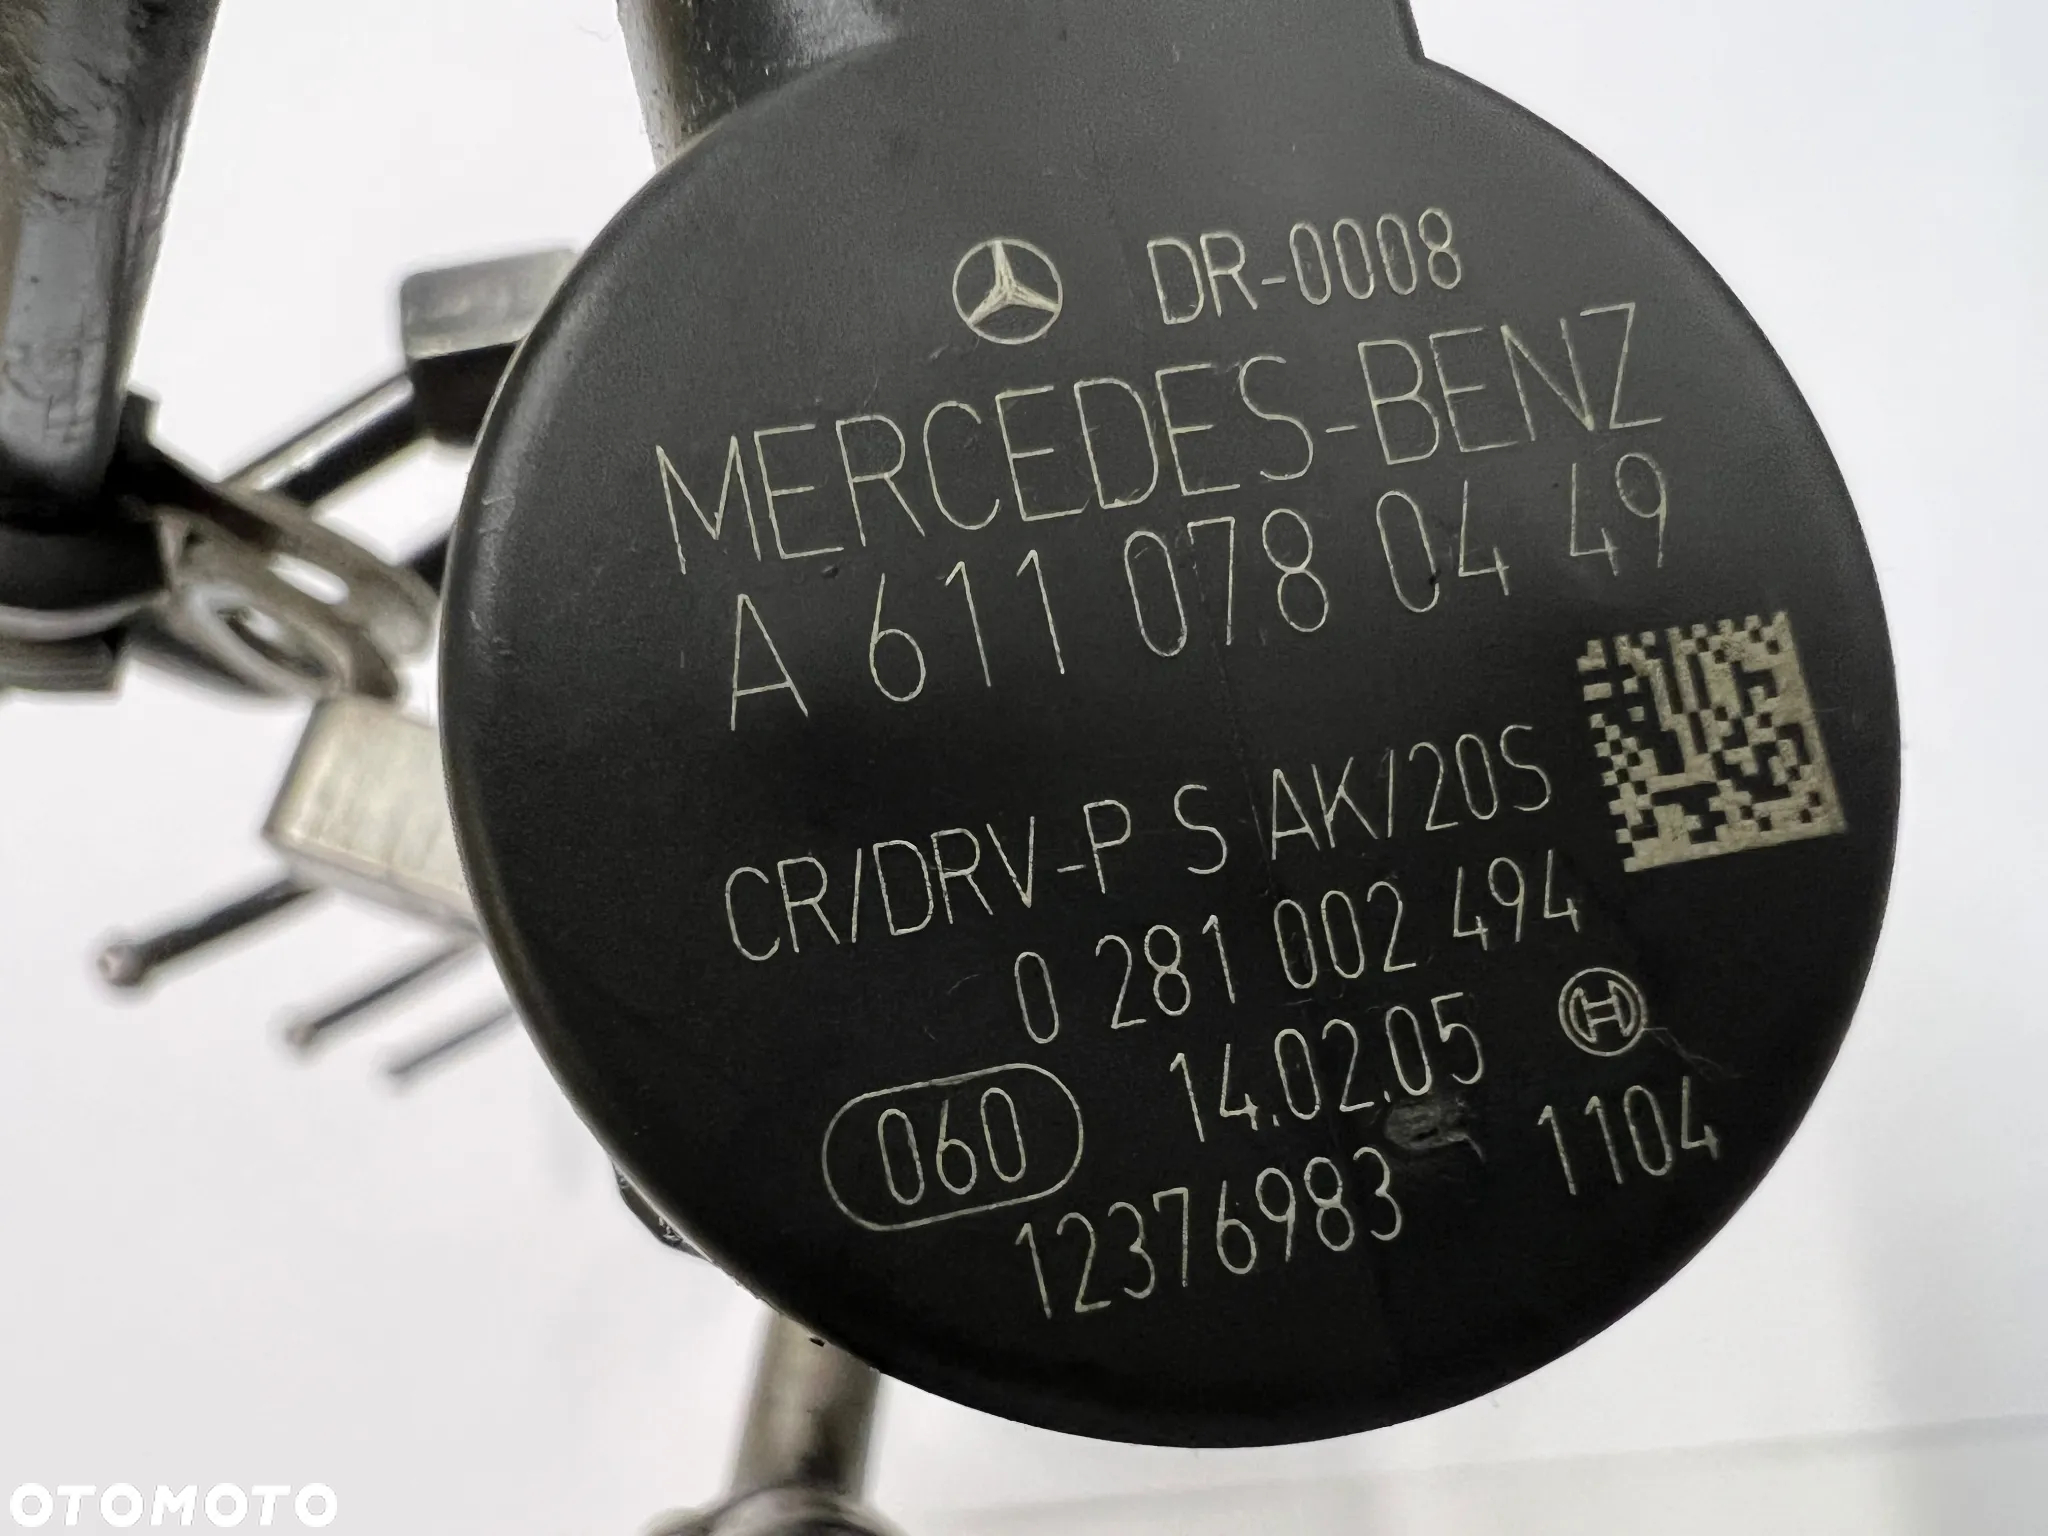 DR-0008
MERCEDES-BENZ
A 611 078 04 49
CR/DRV-P S AK/20S
0 281 002 494
060 14.02.05
12376983 1104
OTOMOTO